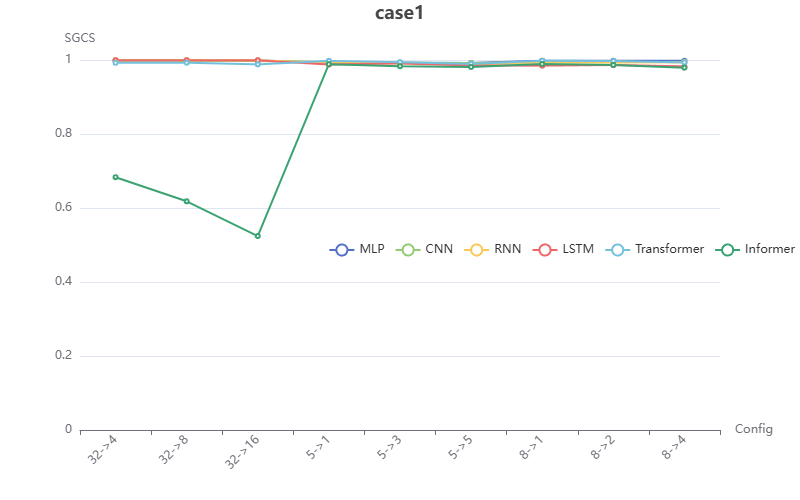 case1
SGCS
1
0.8
0.6
MLP CNN RNN LSTM Transformer Informer
0.4
0.2
0
Config
32->4 32->8 32->16 5->1 5->3 5->5 8->1 8->2 8->4